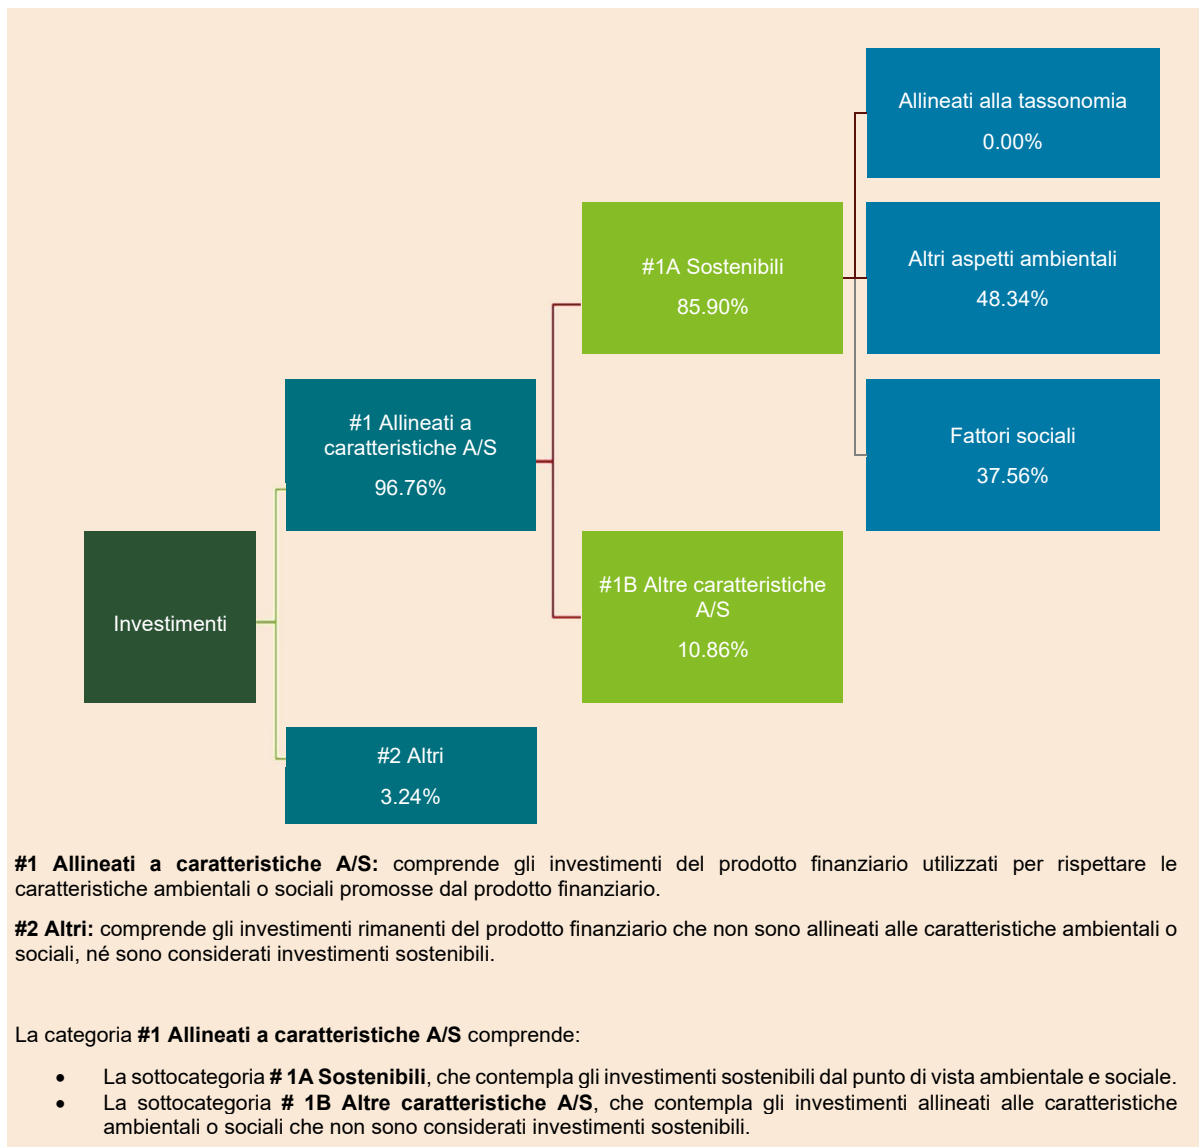 Allineati alla tassonomia
0.00%
#1A Sostenibili
85.90%
Altri aspetti ambientali
48.34%
#1 Allineati a
caratteristiche A/S
96.76%
Fattori sociali
37.56%
Investimenti
#1B Altre caratteristiche
A/S
10.86%
#2 Altri
3.24%
#1 Allineati a caratteristiche A/S: comprende gli investimenti del prodotto finanziario utilizzati per rispettare le
caratteristiche ambientali o sociali promosse dal prodotto finanziario.
#2 Altri: comprende gli investimenti rimanenti del prodotto finanziario che non sono allineati alle caratteristiche ambientali o
sociali, né sono considerati investimenti sostenibili.
La categoria #1 Allineati a caratteristiche A/S comprende:
• La sottocategoria # 1A Sostenibili, che contempla gli investimenti sostenibili dal punto di vista ambientale e sociale.
• La sottocategoria # 1B Altre caratteristiche A/S, che contempla gli investimenti allineati alle caratteristiche
ambientali o sociali che non sono considerati investimenti sostenibili.